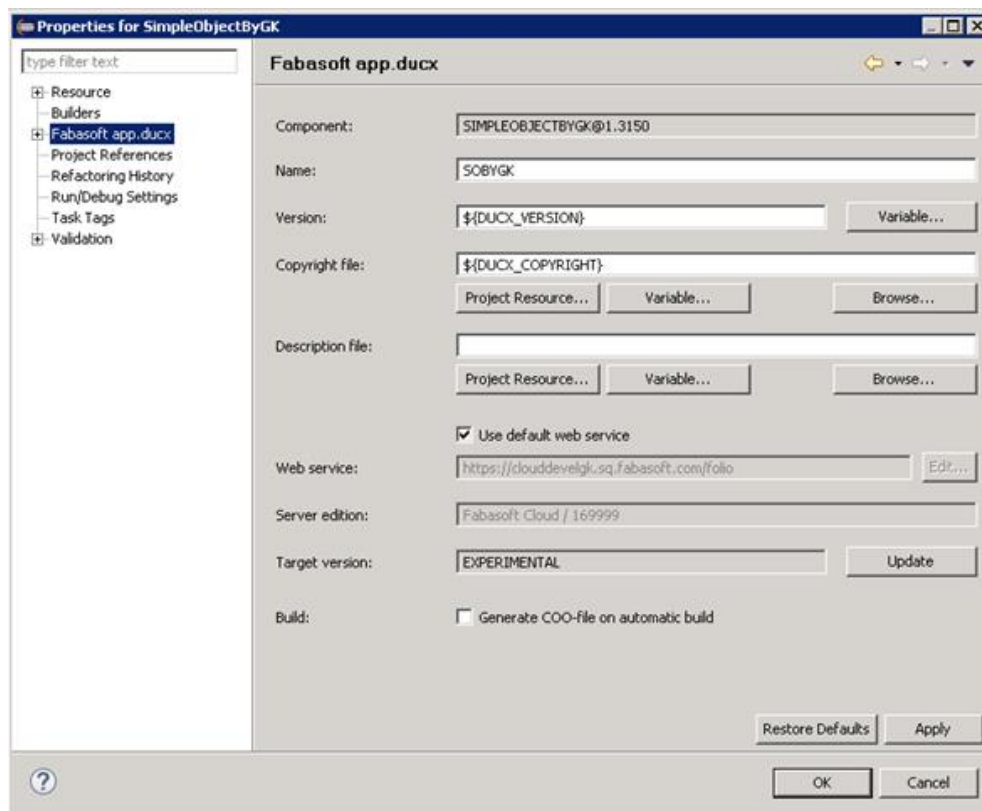 Properties for SimpleObjectByGK
type filter text
Resource
Builders
Fabasoft app.ducx
Project References
Refactoring History
Run/Debug Settings
Task Tags
Validation
Fabasoft app.ducx
Component: SIMPLEOBJECTBYGK@1.3150
Name: SOBYGK
Version: ${DUCX_VERSION} Variable...
Copyright file: ${DUCX_COPYRIGHT}
Project Resource... Variable... Browse...
Description file:
Project Resource... Variable... Browse...
Use default web service
Web service: https://clouddevelgk.sq.fabasoft.com/folio Edit...
Server edition: Fabasoft Cloud / 169999
Target version: EXPERIMENTAL Update
Build: Generate COO-file on automatic build
Restore Defaults Apply
OK Cancel